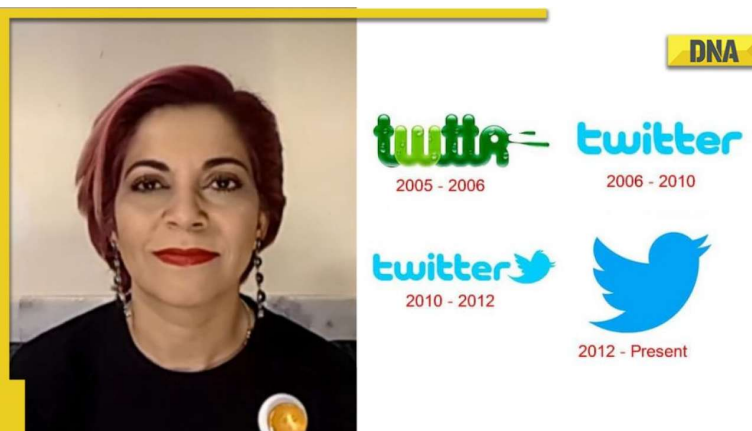 DNA
twttr
twitter
2005 - 2006
2006 - 2010
twitter
2010 - 2012
2012 - Present